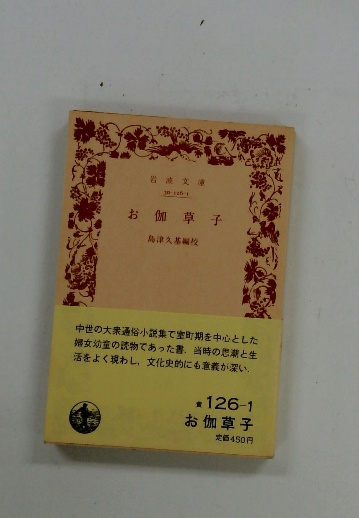 岩波文庫
30-126-1
お伽草子
島津久基編校
中世の大衆通俗小説集で室町期を中心とした
婦女幼童の読物であった書．当時の思潮と生
活をよく現わし，文化史的にも意義が深い．
黄126-1
お伽草子
定価450円